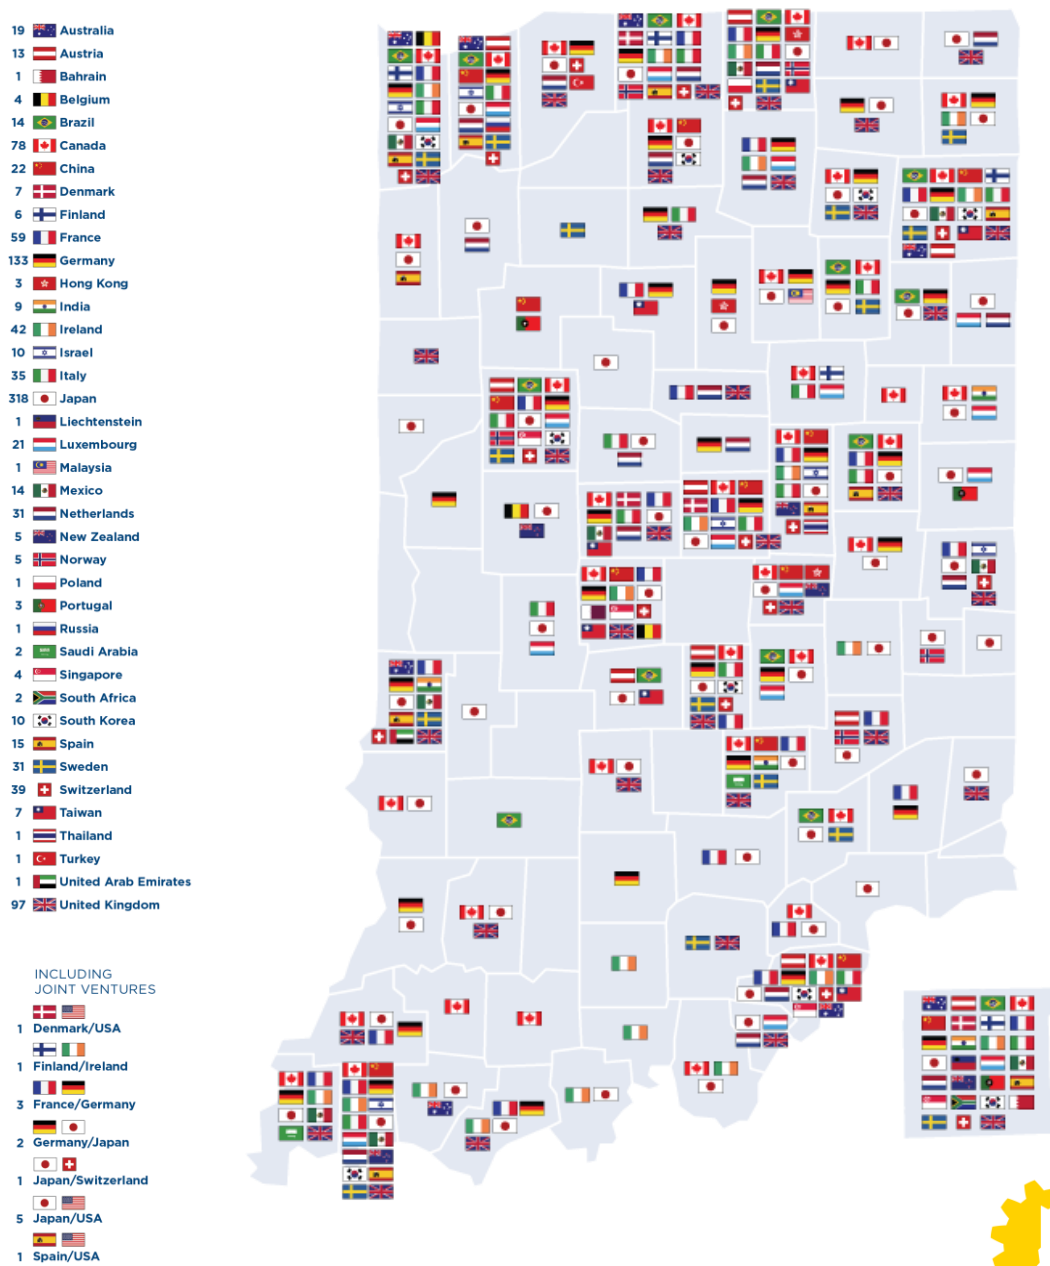 19 Australia
13 Austria
1 Bahrain
4 Belgium
14 Brazil
78 Canada
22 China
7 Denmark
6 Finland
59 France
133 Germany
3 Hong Kong
9 India
42 Ireland
10 Israel
35 Italy
318 Japan
1 Liechtenstein
21 Luxembourg
1 Malaysia
14 Mexico
31 Netherlands
5 New Zealand
5 Norway
1 Poland
3 Portugal
1 Russia
2 Saudi Arabia
4 Singapore
2 South Africa
10 South Korea
15 Spain
31 Sweden
39 Switzerland
7 Taiwan
1 Thailand
1 Turkey
1 United Arab Emirates
97 United Kingdom
INCLUDING
JOINT VENTURES
1 Denmark/USA
1 Finland/Ireland
3 France/Germany
2 Germany/Japan
1 Japan/Switzerland
5 Japan/USA
1 Spain/USA